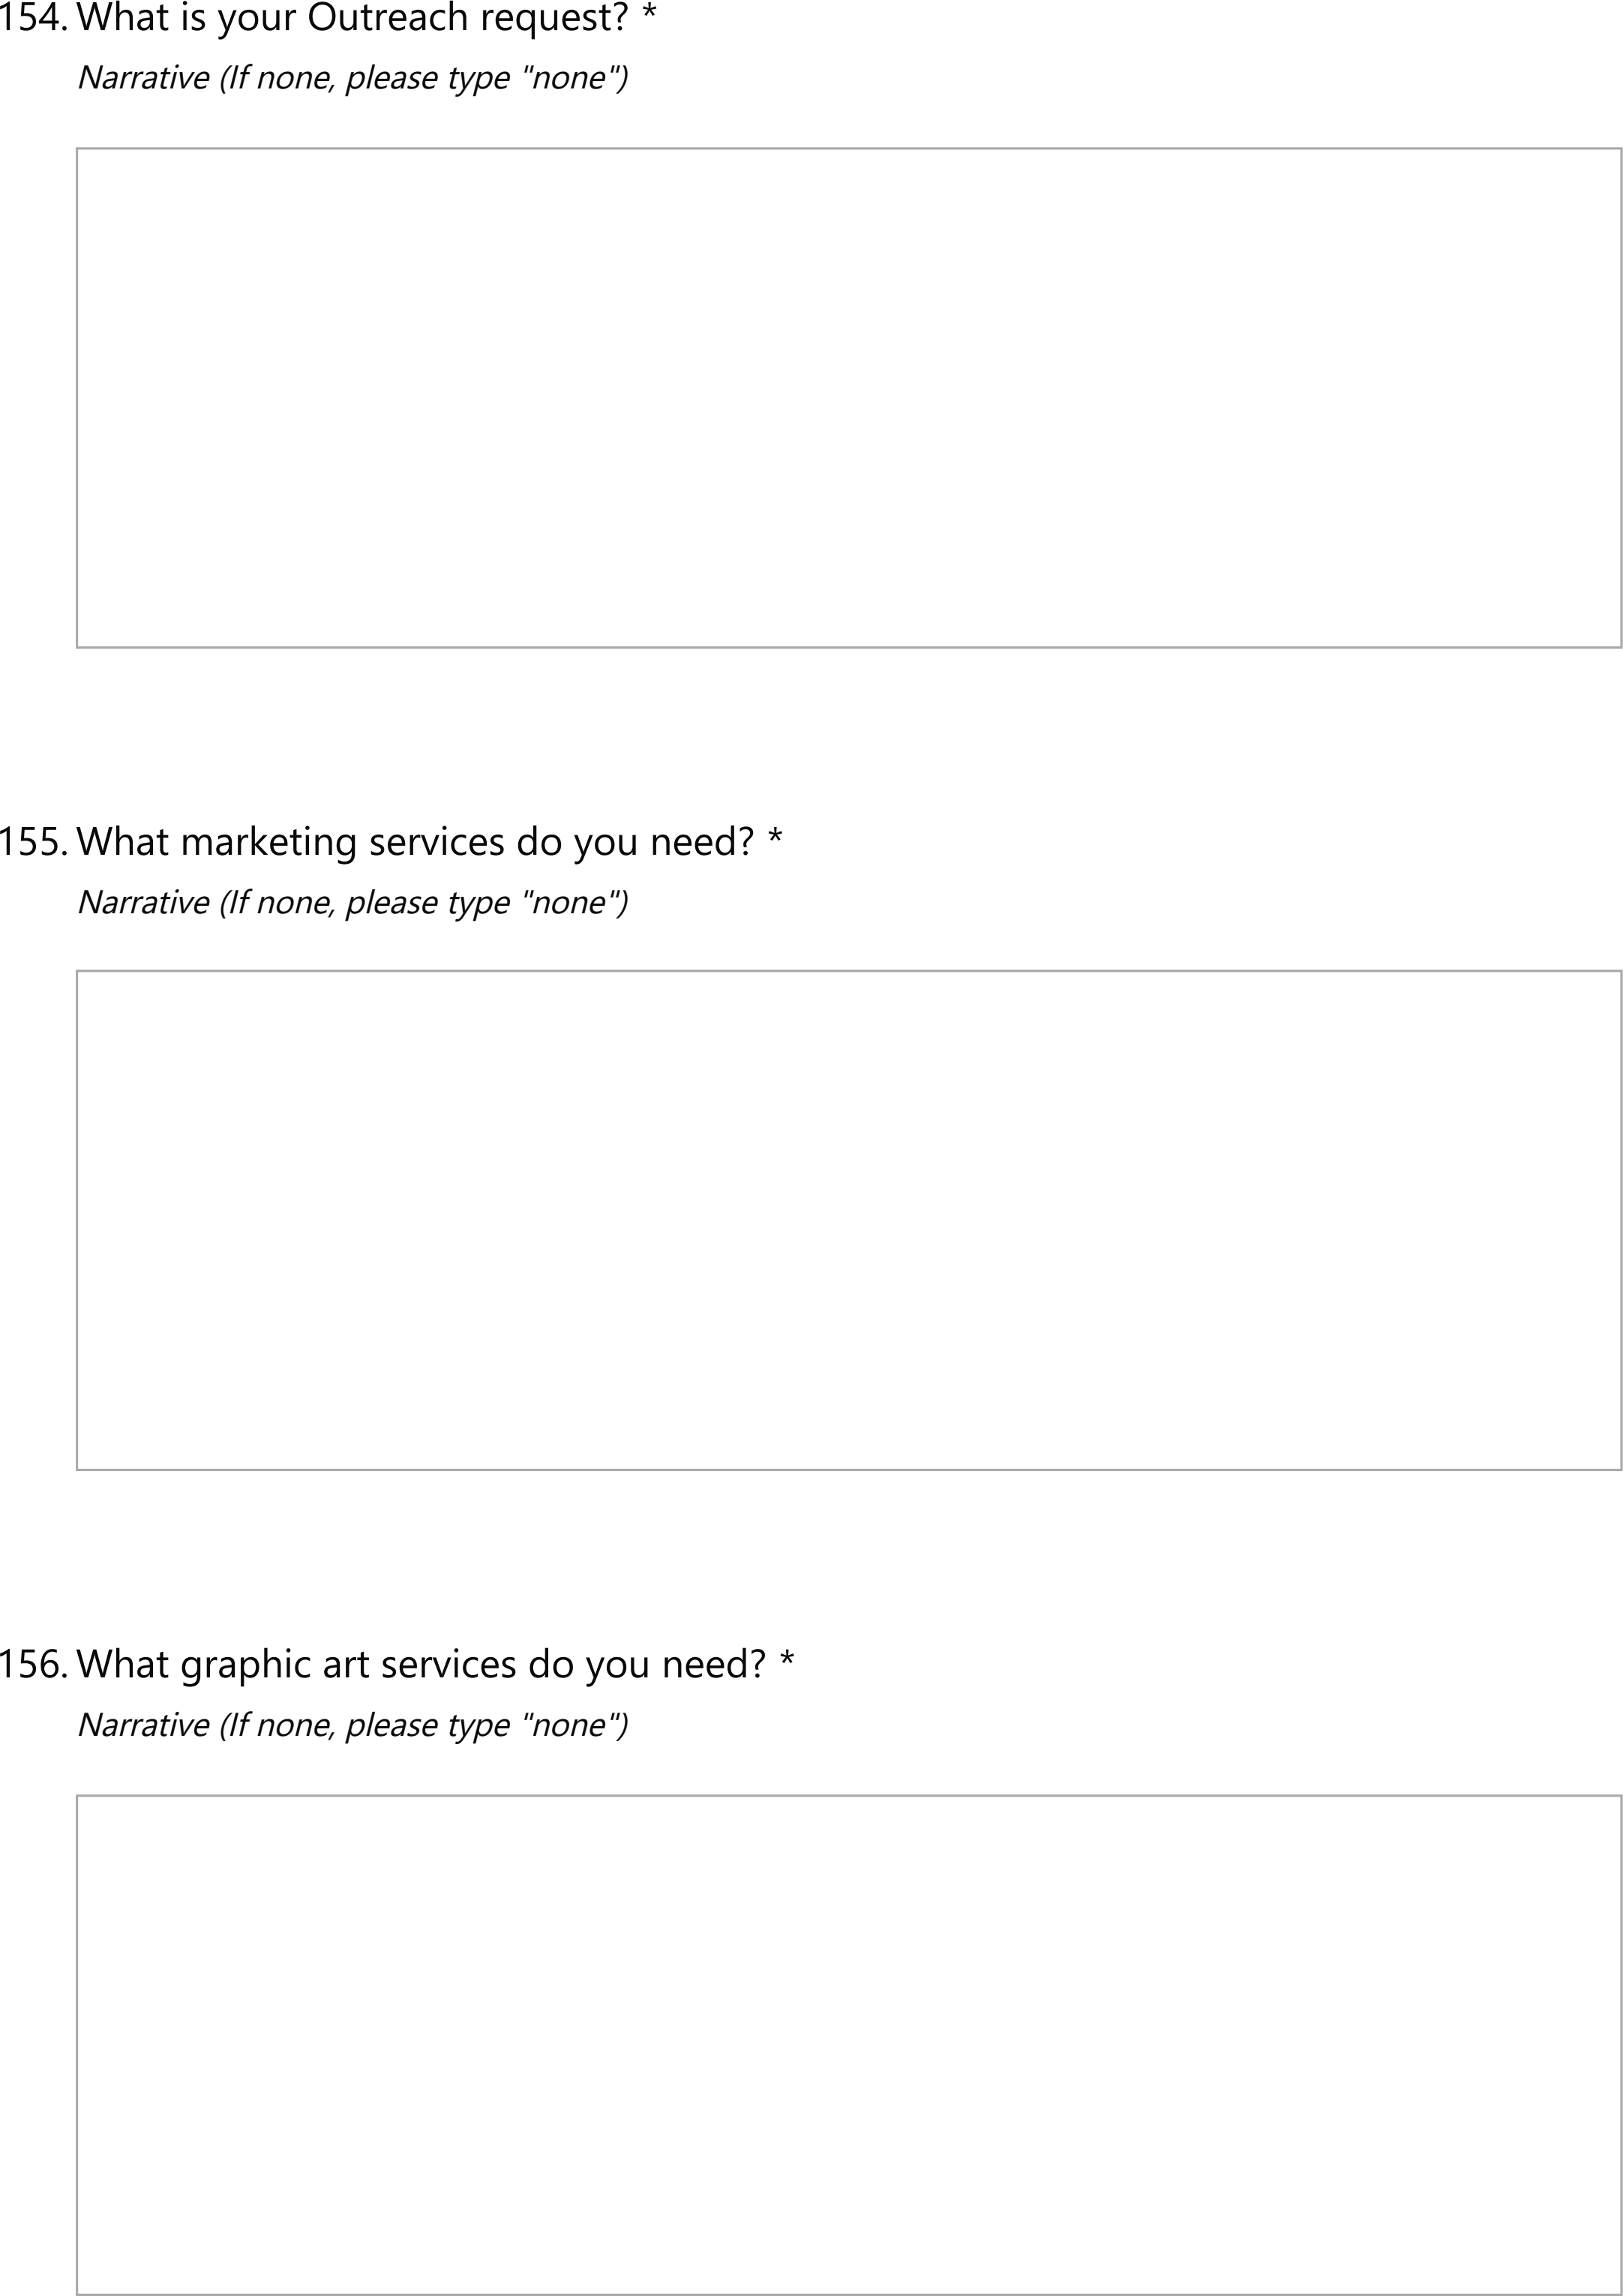 154. What is your Outreach request? *
Narrative (If none, please type "none")
155. What marketing services do you need? *
Narrative (If none, please type "none")
156. What graphic art services do you need? *
Narrative (If none, please type "none")